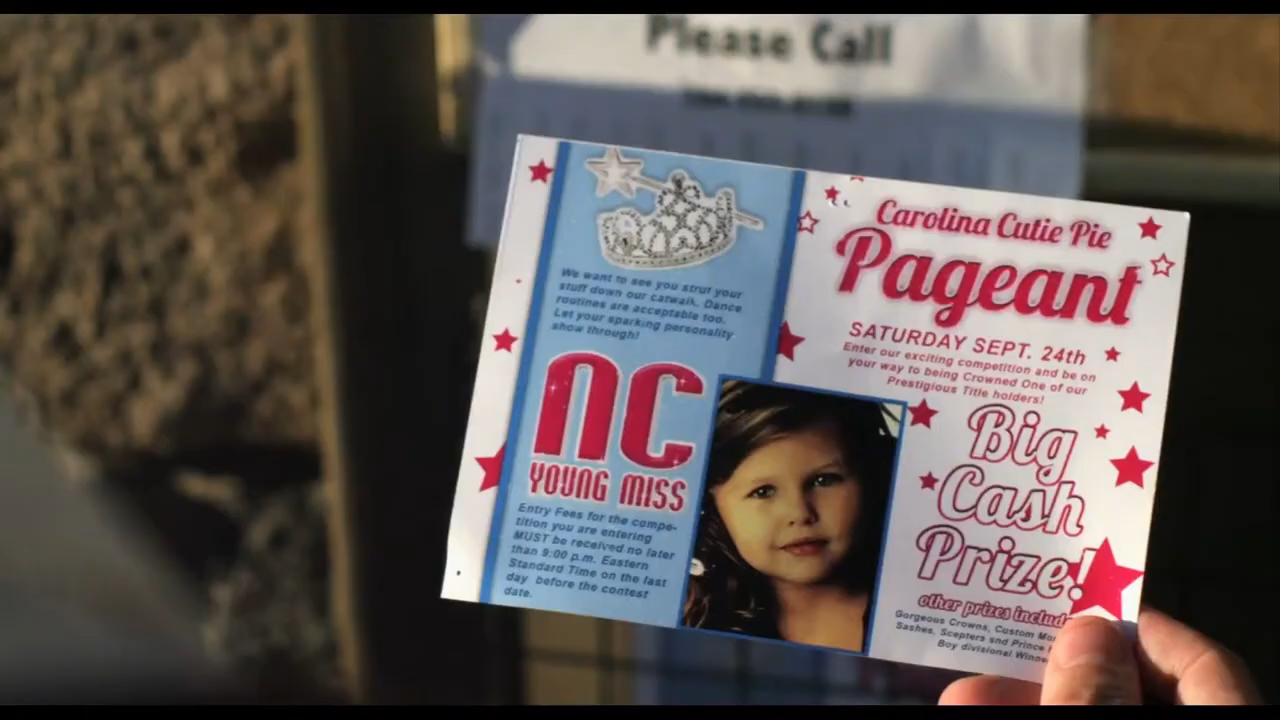 Please Call
We want to see you strut your
stuff down our catwalk. Dance
routines are acceptable too.
Let your sparking personality
show through!
NC
YOUNG MISS
Entry Fees for the compe-
tition you are entering
MUST be received no later
than 9:00 p.m. Eastern
Standard Time on the last
day before the contest
date.
Carolina Cutie Pie
Pageant
SATURDAY SEPT. 24th
Enter our exciting competition and be on
your way to being Crowned One of our
Prestigious Title holders!
Big
Cash
Prize!
other prizes include
Gorgeous Crowns, Custom
Sashes, Scepters and Prince
Boy divisional